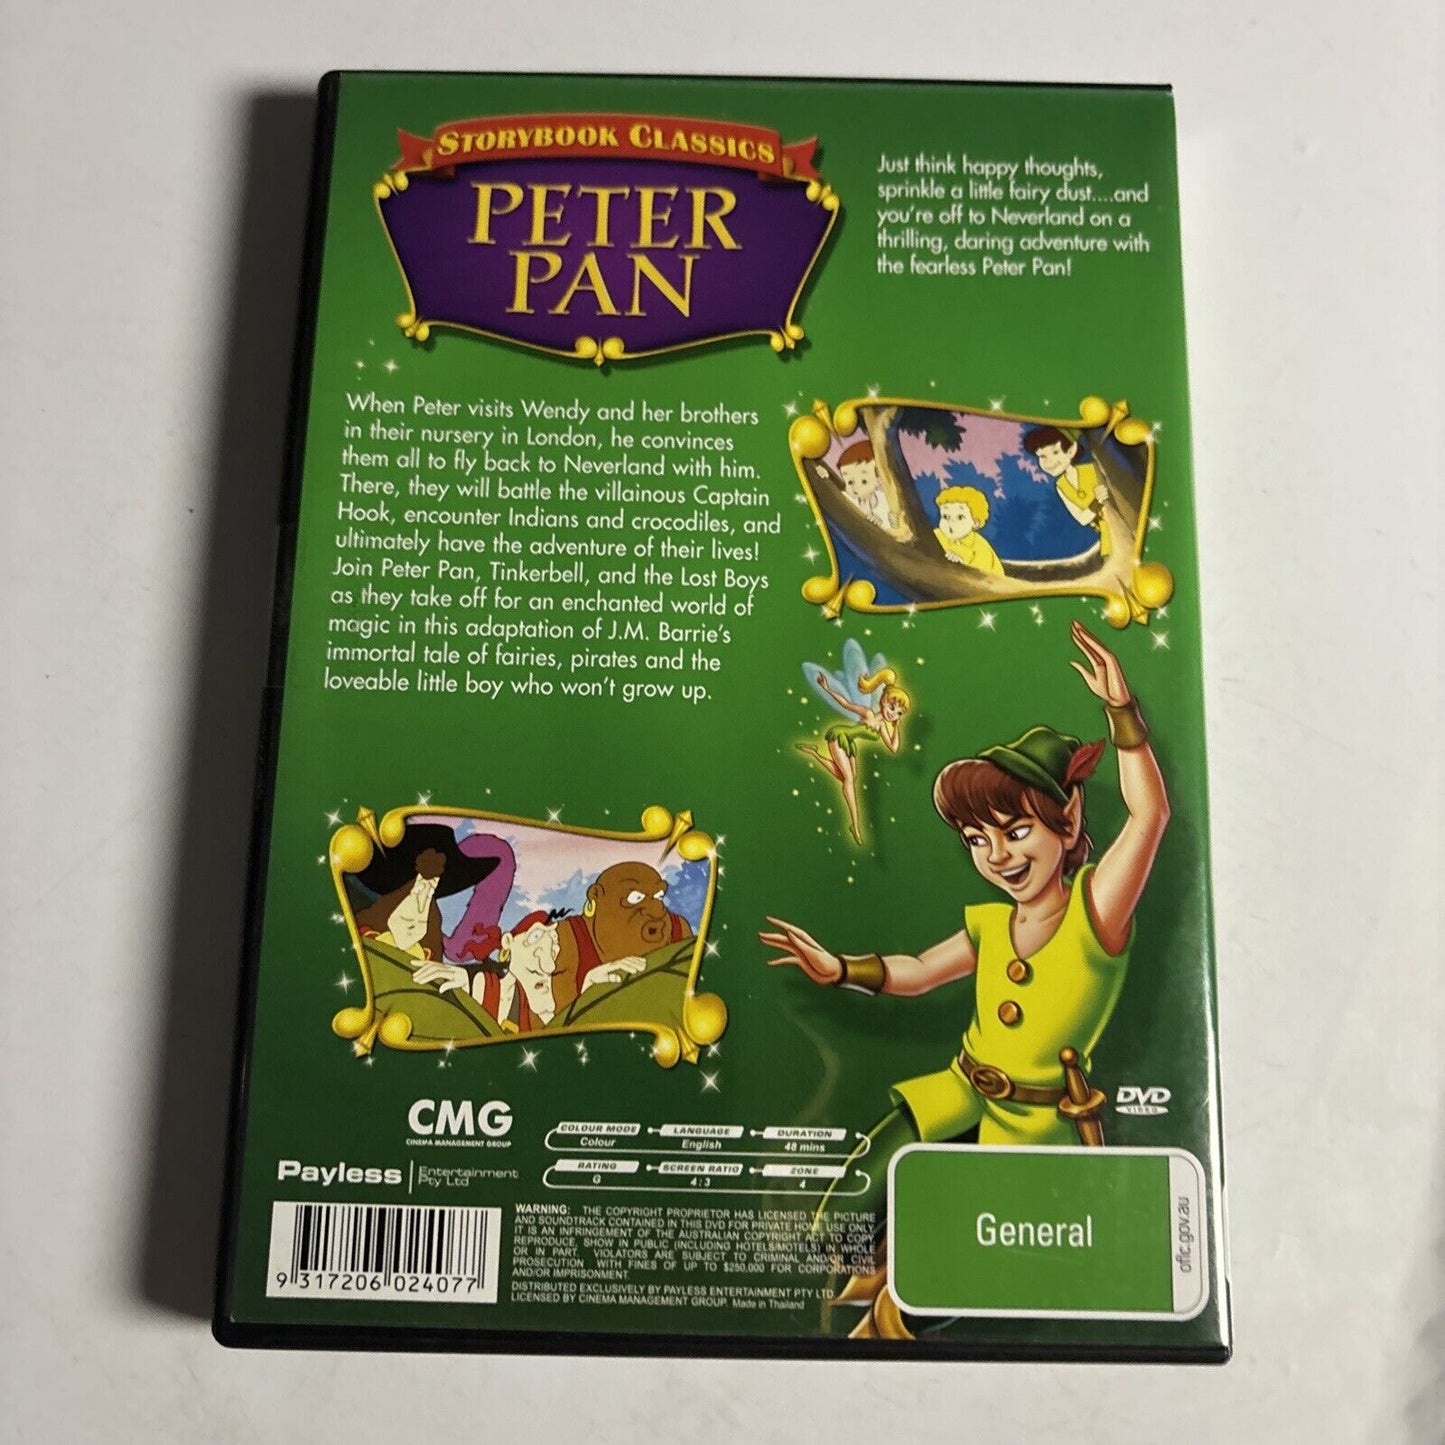 STORYBOOK CLASSICS
PETER
PAN
Just think happy thoughts,
sprinkle a little fairy dust....and
you're off to Neverland on a
thrilling, daring adventure with
the fearless Peter Pan!
When Peter visits Wendy and her brothers
in their nursery in London, he convinces
them all to fly back to Neverland with him.
There, they will battle the villainous Captain
Hook, encounter Indians and crocodiles, and
ultimately have the adventure of their lives!
Join Peter Pan, Tinkerbell, and the Lost Boys
as they take off for an enchanted world of
magic in this adaptation of J.M. Barrie's
immortal tale of fairies, pirates and the
loveable little boy who won't grow up.
CMG
CINEMA MANAGEMENT GROUP
Payless Entertainment
Pty Ltd
COLOUR MODE LANGUAGE DURATION
Colour English 48 mins
RATING SCREEN RATIO ZONE
G 4:3 4
DVD
VIDEO
General
oflc.gov.au
WARNING: THE COPYRIGHT PROPRIETOR HAS LICENSED THE PICTURE
AND SOUNDTRACK CONTAINED IN THIS DVD FOR PRIVATE HOME USE ONLY.
IT IS AN INFRINGEMENT OF THE AUSTRALIAN COPYRIGHT ACT TO COPY
REPRODUCE, SHOW IN PUBLIC (INCLUDING HOTELS/MOTELS) IN WHOLE
OR IN PART. VIOLATORS ARE SUBJECT TO CRIMINAL AND/OR CIVIL
PROSECUTION WITH FINES OF UP TO $250,000 FOR CORPORATIONS
AND/OR IMPRISONMENT.
DISTRIBUTED EXCLUSIVELY BY PAYLESS ENTERTAINMENT PTY LTD
LICENSED BY CINEMA MANAGEMENT GROUP. Made in Thailand
9 317206 024077